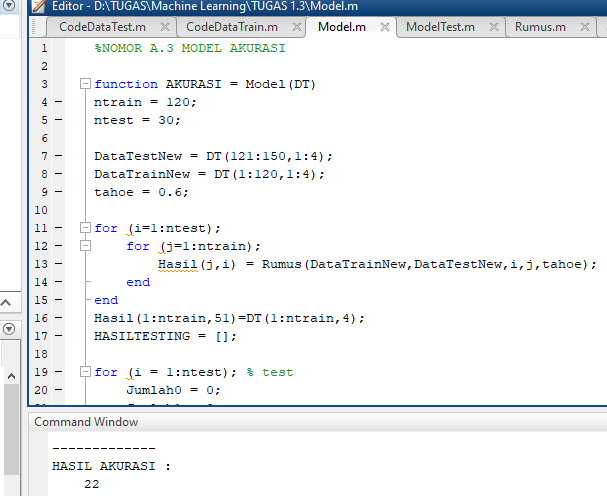 Editor - D:\TUGAS\Machine Learning\TUGAS 1.3\Model.m
CodeDataTest.m CodeDataTrain.m Model.m ModelTest.m Rumus.m
1 %NOMOR A.3 MODEL AKURASI
2
3 function AKURASI = Model(DT)
4 ntrain = 120;
5 ntest = 30;
6
7 DataTestNew = DT(121:150,1:4);
8 DataTrainNew = DT(1:120,1:4);
9 tahoe = 0.6;
10
11 for (i=1:ntest);
12 for (j=1:ntrain);
13 Hasil(j,i) = Rumus(DataTrainNew,DataTestNew,i,j,tahoe);
14 end
15 end
16 Hasil(1:ntrain,51)=DT(1:ntrain,4);
17 HASILTESTING = [];
18
19 for (i = 1:ntest); % test
20 Jumlah0 = 0;
Command Window
-------------
HASIL AKURASI :
22